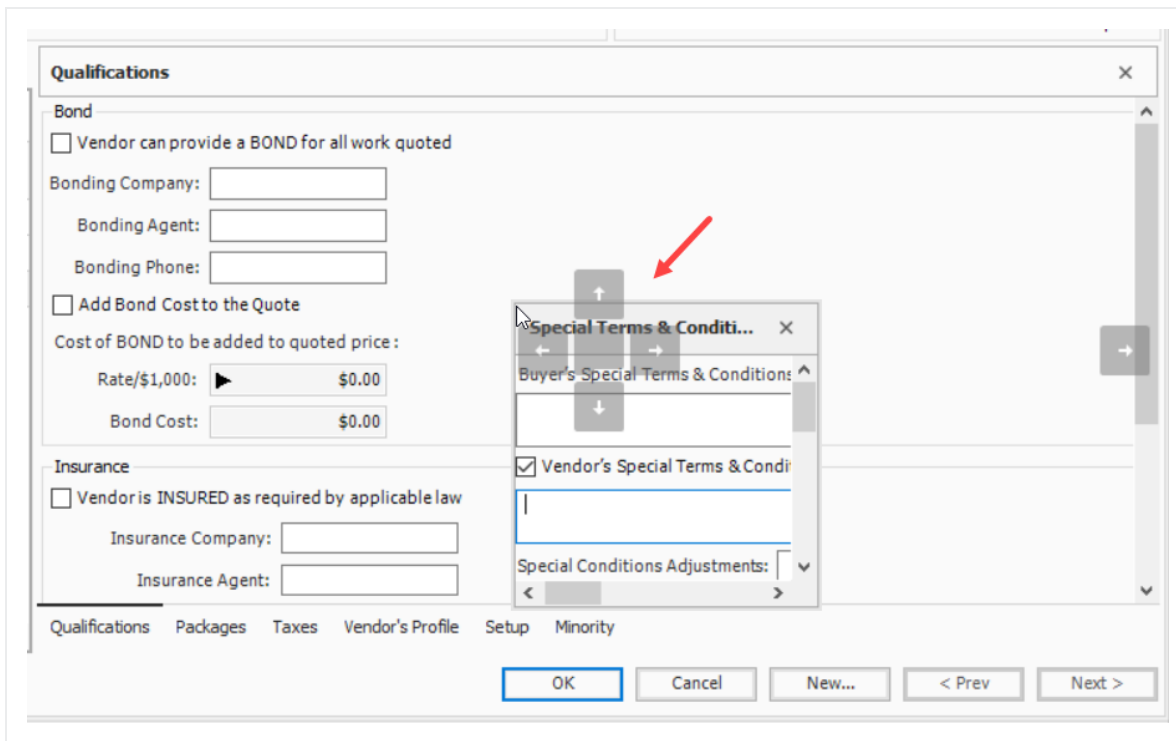 Qualifications
Bond
Vendor can provide a BOND for all work quoted
Bonding Company:
Bonding Agent:
Bonding Phone:
Add Bond Cost to the Quote
Cost of BOND to be added to quoted price :
Rate/$1,000: $0.00
Bond Cost: $0.00
Insurance
Vendor is INSURED as required by applicable law
Insurance Company:
Insurance Agent:
Special Terms & Conditi...
Buyer's Special Terms & Conditions
Vendor's Special Terms & Condi
Special Conditions Adjustments:
Qualifications Packages Taxes Vendor's Profile Setup Minority
OK Cancel New... < Prev Next >